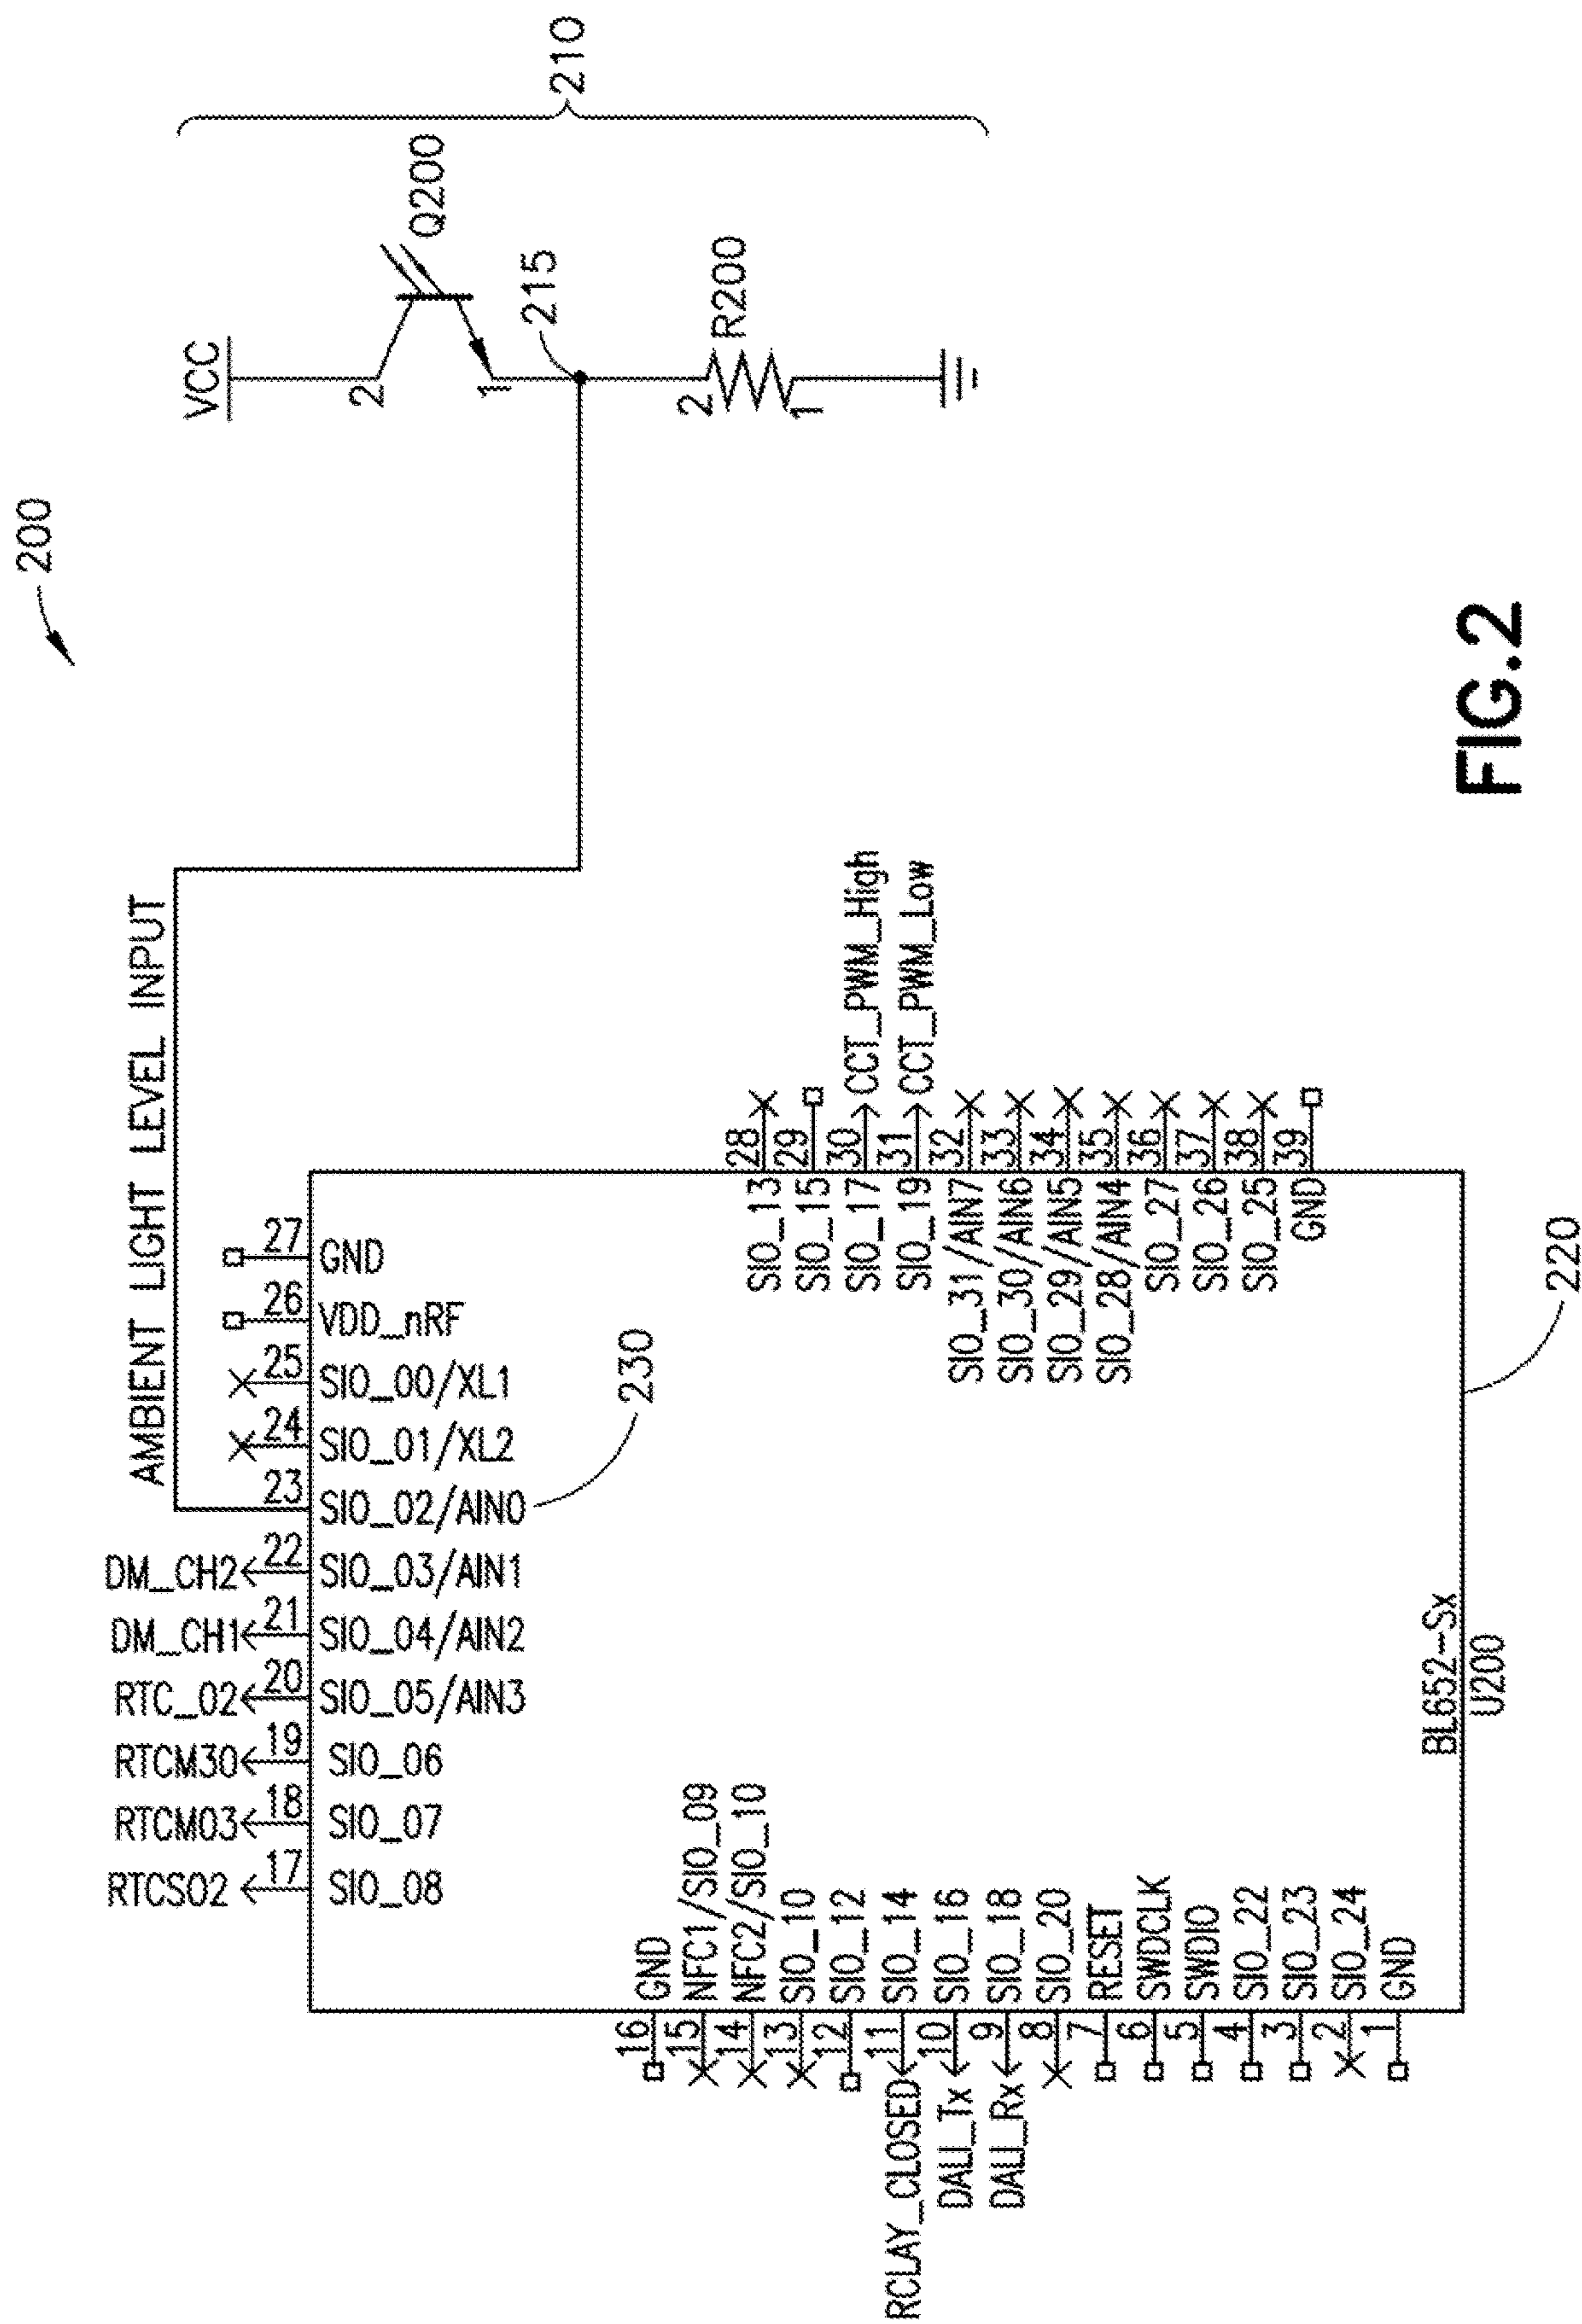 200
210
VCC
2
Q200
1
215
2
R200
1
AMBIENT LIGHT LEVEL INPUT
RTCSO2
17
SIO_08
RTCM03
18
SIO_07
RTCM30
19
SIO_06
RTC_02
20
SIO_05/AIN3
DM_CH1
21
SIO_04/AIN2
DM_CH2
22
SIO_03/AIN1
23
SIO_02/AIN0
24
SIO_01/XL2
25
SIO_00/XL1
26
VDD_nRF
27
GND
230
16 GND
15 NFC1/SIO_09
14 NFC2/SIO_10
13 SIO_10
12 SIO_12
RCLAY_CLOSED 11 SIO_14
DALI_Tx 10 SIO_16
DALI_Rx 9 SIO_18
8 SIO_20
7 RESET
6 SWDCLK
5 SWDIO
4 SIO_22
3 SIO_23
2 SIO_24
1 GND
SIO_13 28
SIO_15 29
SIO_17 30 CCT_PWM_High
SIO_19 31 CCT_PWM_Low
SIO_31/AIN7 32
SIO_30/AIN6 33
SIO_29/AIN5 34
SIO_28/AIN4 35
SIO_27 36
SIO_26 37
SIO_25 38
GND 39
BL652-Sx
U200
220
FIG.2